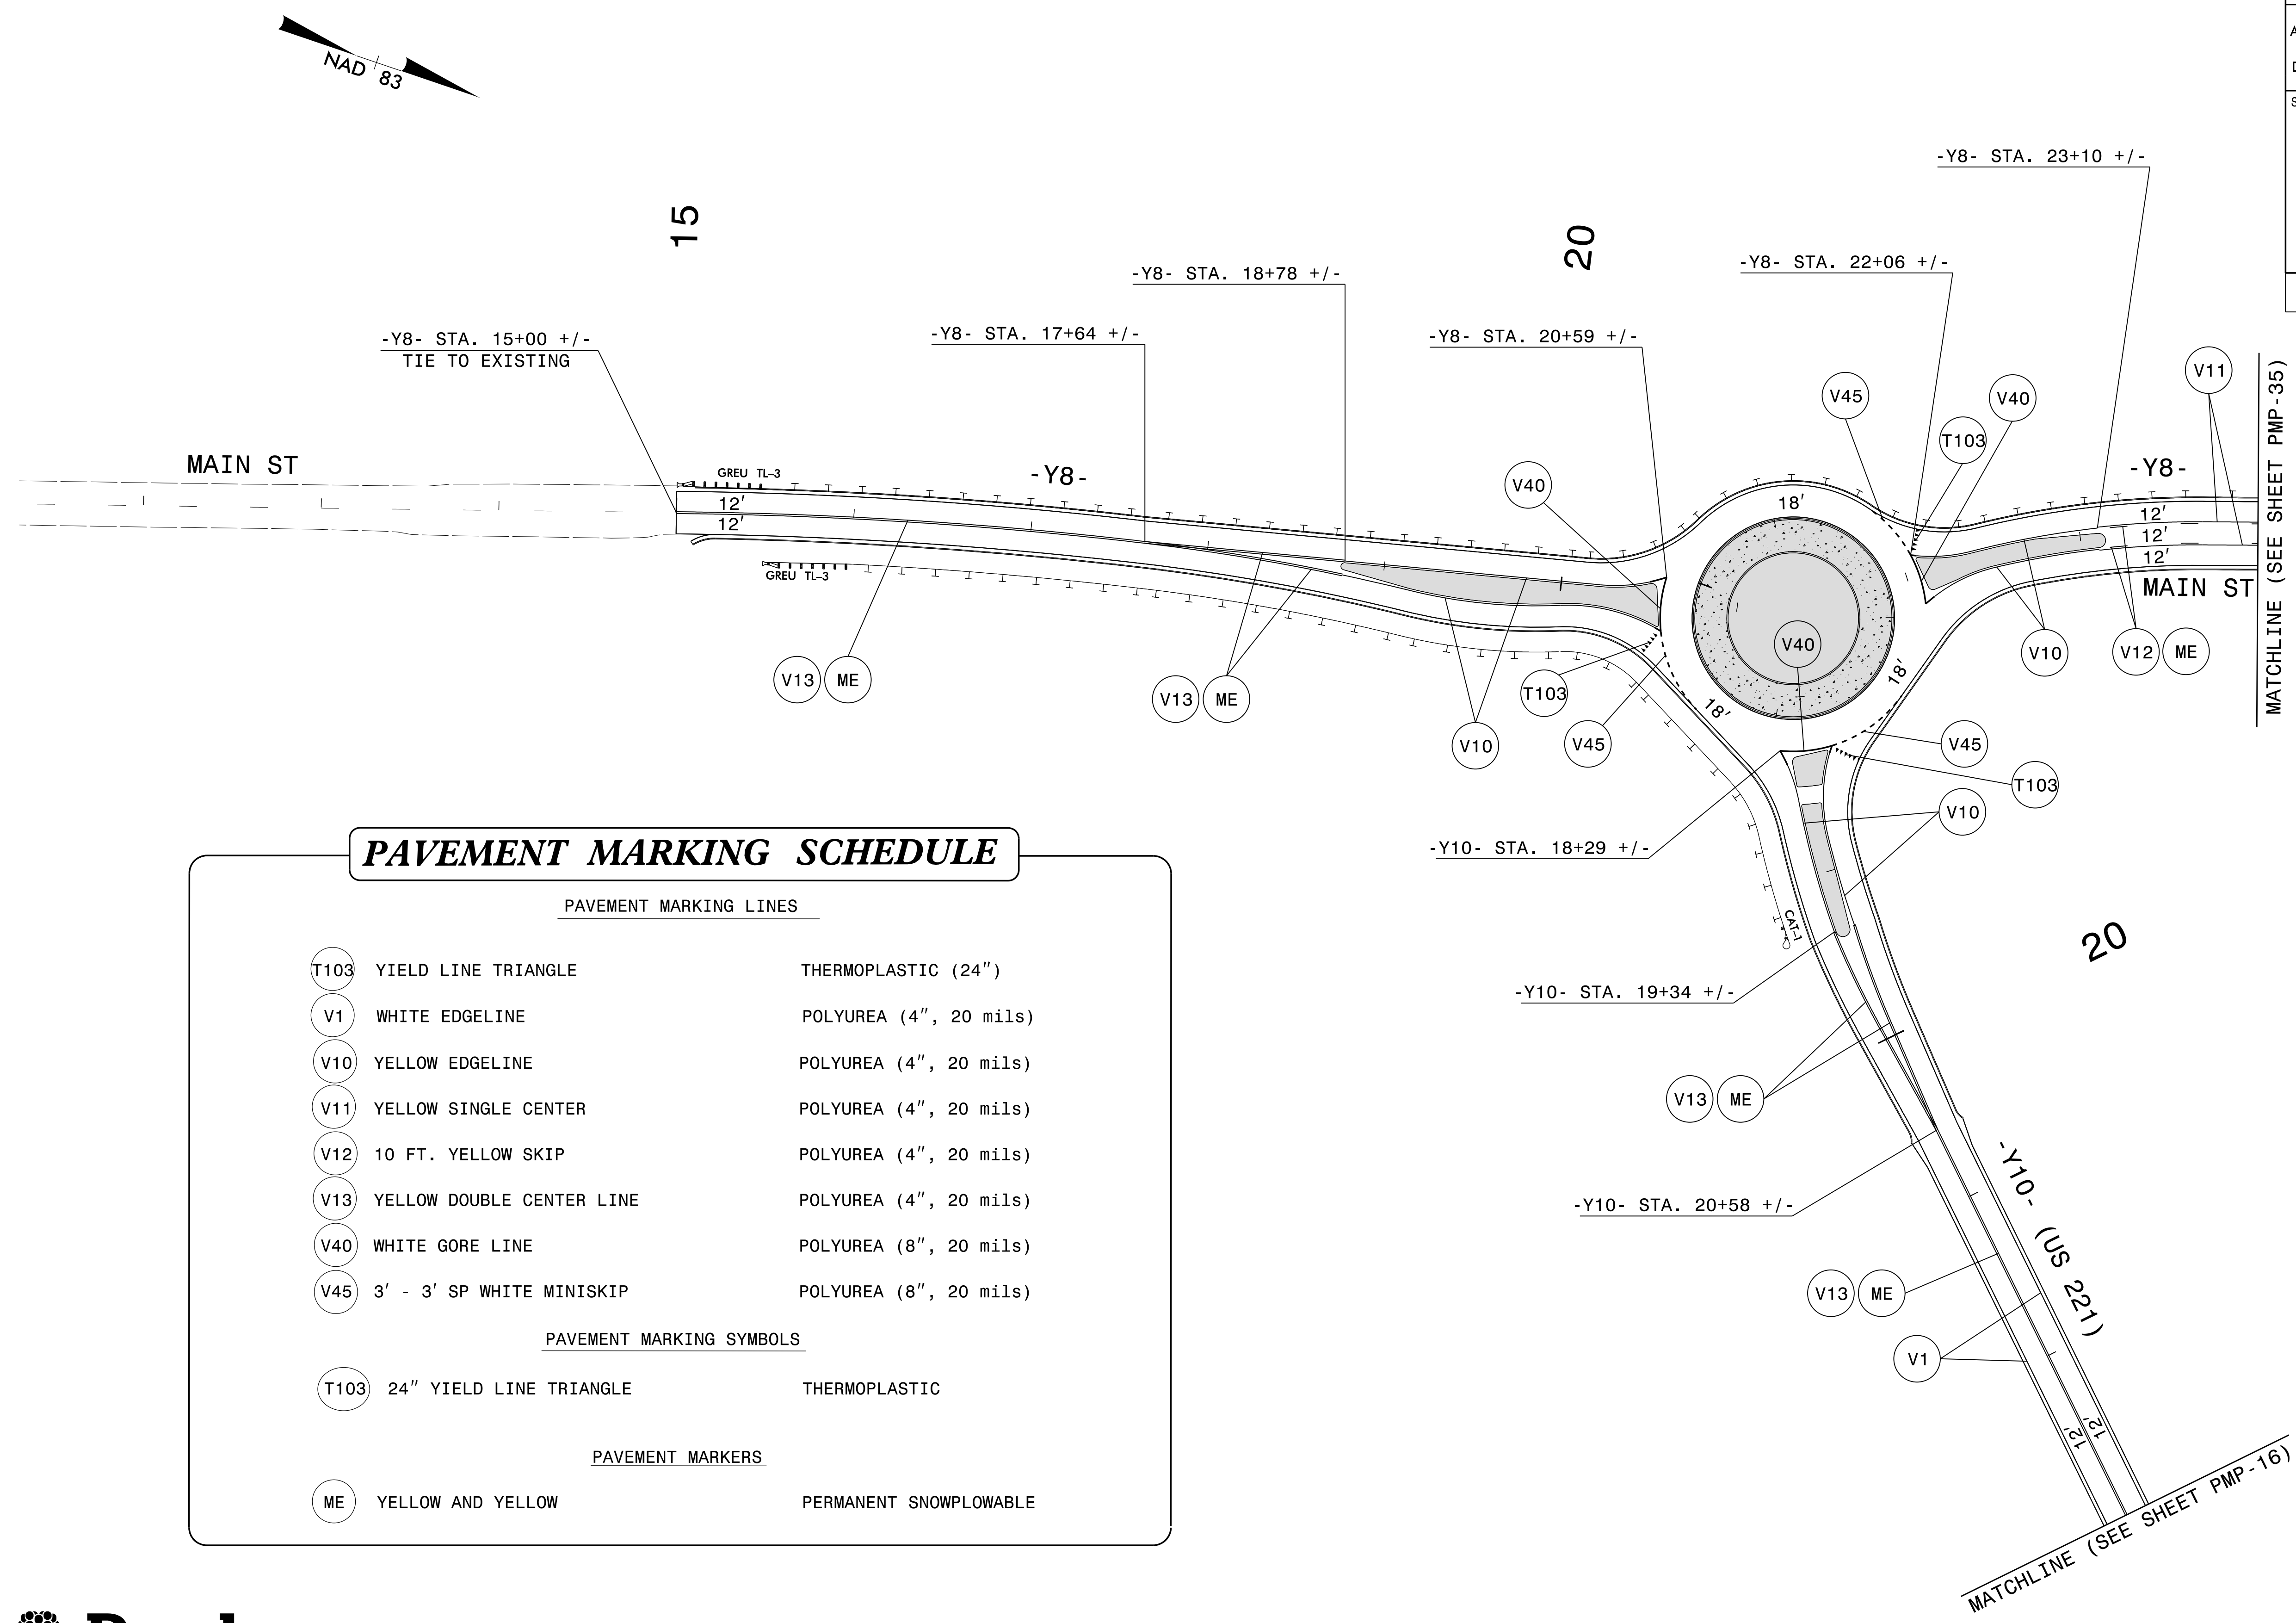 NAD 83
-Y8- STA. 23+10 +/-
15
20
-Y8- STA. 18+78 +/-
-Y8- STA. 22+06 +/-
-Y8- STA. 15+00 +/-
TIE TO EXISTING
-Y8- STA. 17+64 +/-
-Y8- STA. 20+59 +/-
V11
V45
V40
T103
MATCHLINE (SEE SHEET PMP-35)
MAIN ST
GREU TL-3
-Y8-
V40
-Y8-
12'
12'
18'
12'
12'
12'
GREU TL-3
MAIN ST
V13 ME
V13 ME
T103
V40
18'
18'
V10
V12 ME
V10
V45
V45
T103
V10
-Y10- STA. 18+29 +/-
CAT-1
20
-Y10- STA. 19+34 +/-
V13 ME
-Y10- (US 221)
-Y10- STA. 20+58 +/-
V13 ME
V1
12'
12'
MATCHLINE (SEE SHEET PMP-16)
PAVEMENT MARKING SCHEDULE
PAVEMENT MARKING LINES
T103 YIELD LINE TRIANGLE THERMOPLASTIC (24")
V1 WHITE EDGELINE POLYUREA (4", 20 mils)
V10 YELLOW EDGELINE POLYUREA (4", 20 mils)
V11 YELLOW SINGLE CENTER POLYUREA (4", 20 mils)
V12 10 FT. YELLOW SKIP POLYUREA (4", 20 mils)
V13 YELLOW DOUBLE CENTER LINE POLYUREA (4", 20 mils)
V40 WHITE GORE LINE POLYUREA (8", 20 mils)
V45 3' - 3' SP WHITE MINISKIP POLYUREA (8", 20 mils)
PAVEMENT MARKING SYMBOLS
T103 24" YIELD LINE TRIANGLE THERMOPLASTIC
PAVEMENT MARKERS
ME YELLOW AND YELLOW PERMANENT SNOWPLOWABLE